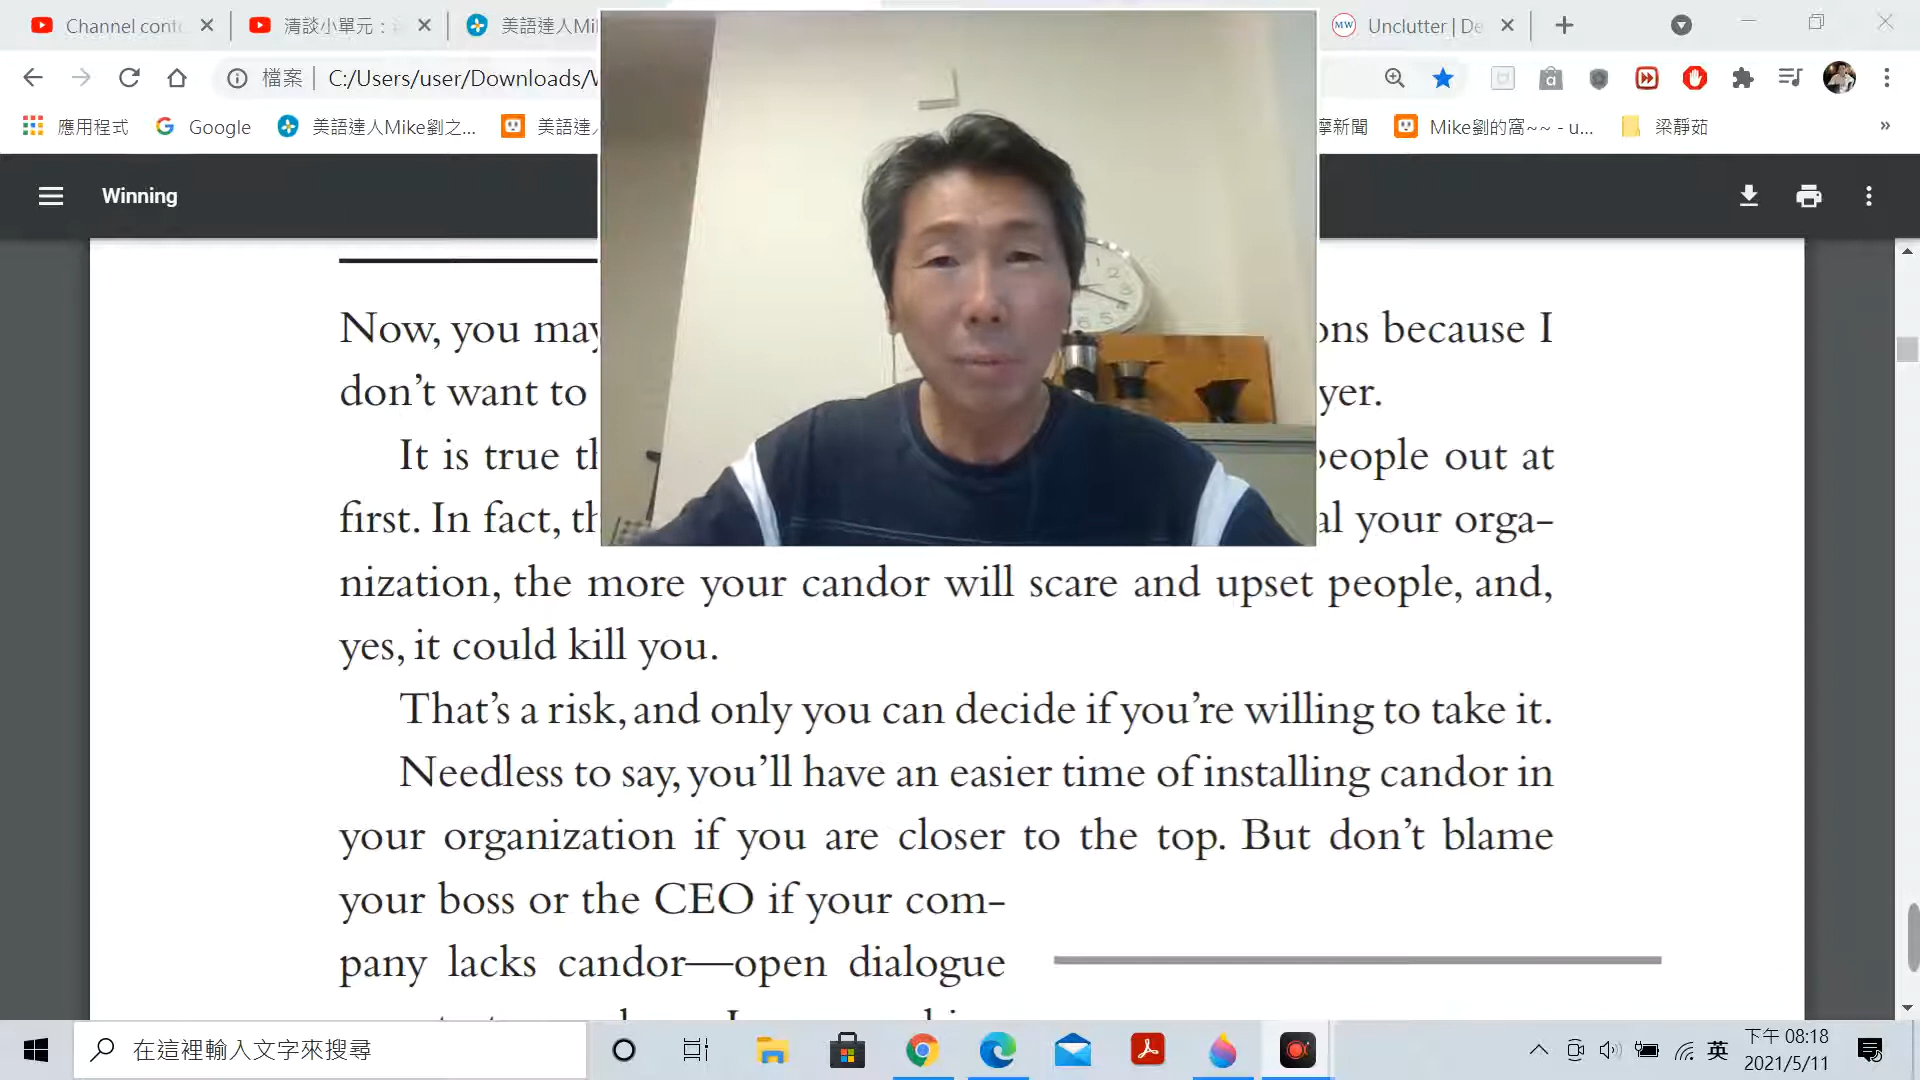 Channel conte
清談小單元：
美語達人Mi
Unclutter | De
檔案 | C:/Users/user/Downloads/
應用程式
Google
美語達人Mike劉之...
美語達
摩新聞
Mike劉的窩~~ - u...
梁靜茹
»
Winning
Now, you may
ons because I
don't want to
yer.
It is true th
people out at
first. In fact, th
al your orga-
nization, the more your candor will scare and upset people, and,
yes, it could kill you.
That's a risk, and only you can decide if you're willing to take it.
Needless to say, you'll have an easier time of installing candor in
your organization if you are closer to the top. But don't blame
your boss or the CEO if your com-
pany lacks candor—open dialogue
在這裡輸入文字來搜尋
英
下午 08:18
2021/5/11